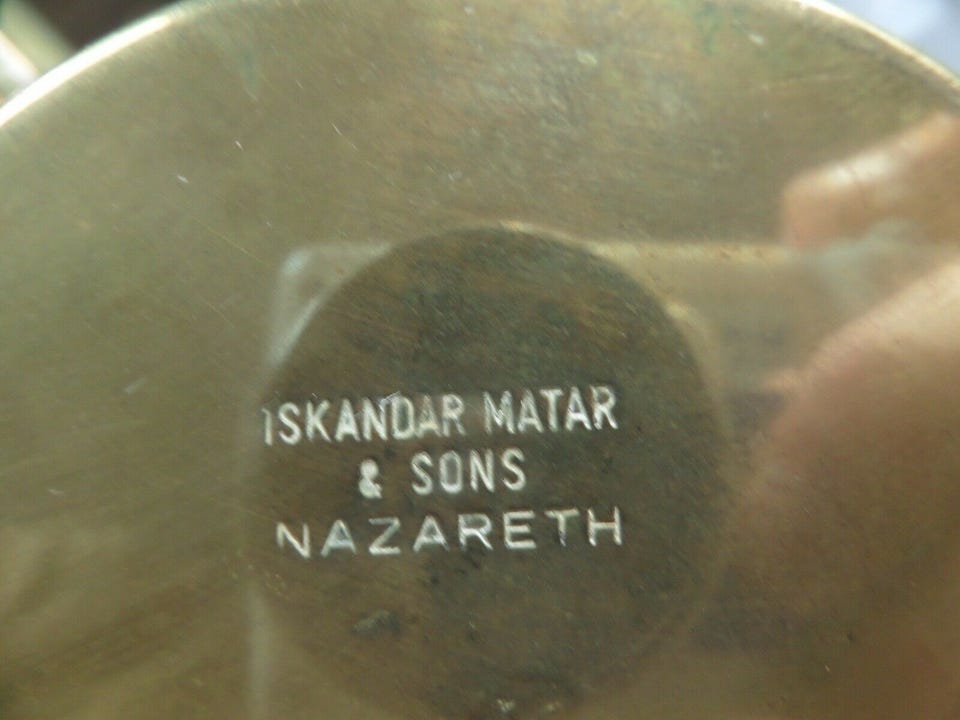 ISKANDAR MATAR
& SONS
NAZARETH